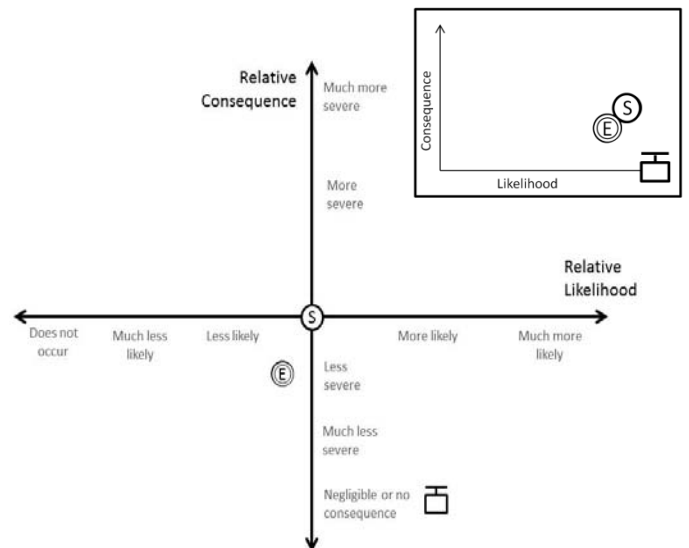 Relative
Consequence
Much more
severe
More
severe
Consequence
S
E
Likelihood
Relative
Likelihood
S
Does not
occur
Much less
likely
Less likely
More likely
Much more
likely
E
Less
severe
Much less
severe
Negligible or no
consequence